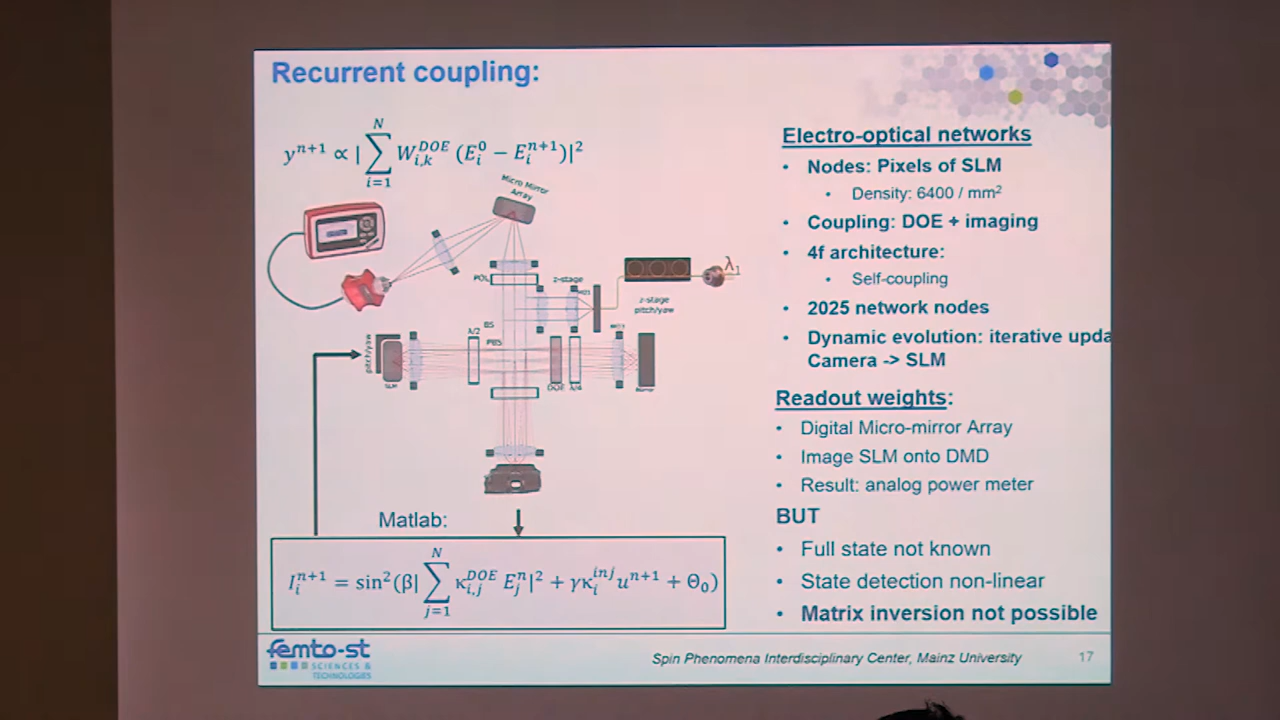 Recurrent coupling:
y^{n+1} ∝ |∑_{i=1}^{N} W_{i,k}^{DOE} (E_i^0 − E_i^{n+1})|^2
Micro Mirror
Array
POL
z-stage
MO1
λ₁
z-stage
pitch/yaw
pitch/yaw
SLM
λ/2
BS
PBS
DOE
λ/4
Matlab:
I_i^{n+1} = sin²(β|∑_{j=1}^{N} κ_{i,j}^{DOE} E_j^n|² + γκ_i^{inj} u^{n+1} + Θ₀)
Electro-optical networks
• Nodes: Pixels of SLM
• Density: 6400 / mm²
• Coupling: DOE + imaging
• 4f architecture:
• Self-coupling
• 2025 network nodes
• Dynamic evolution: iterative upda
Camera -> SLM
Readout weights:
• Digital Micro-mirror Array
• Image SLM onto DMD
• Result: analog power meter
BUT
• Full state not known
• State detection non-linear
• Matrix inversion not possible
femto-st
SCIENCES &
TECHNOLOGIES
Spin Phenomena Interdisciplinary Center, Mainz University
17